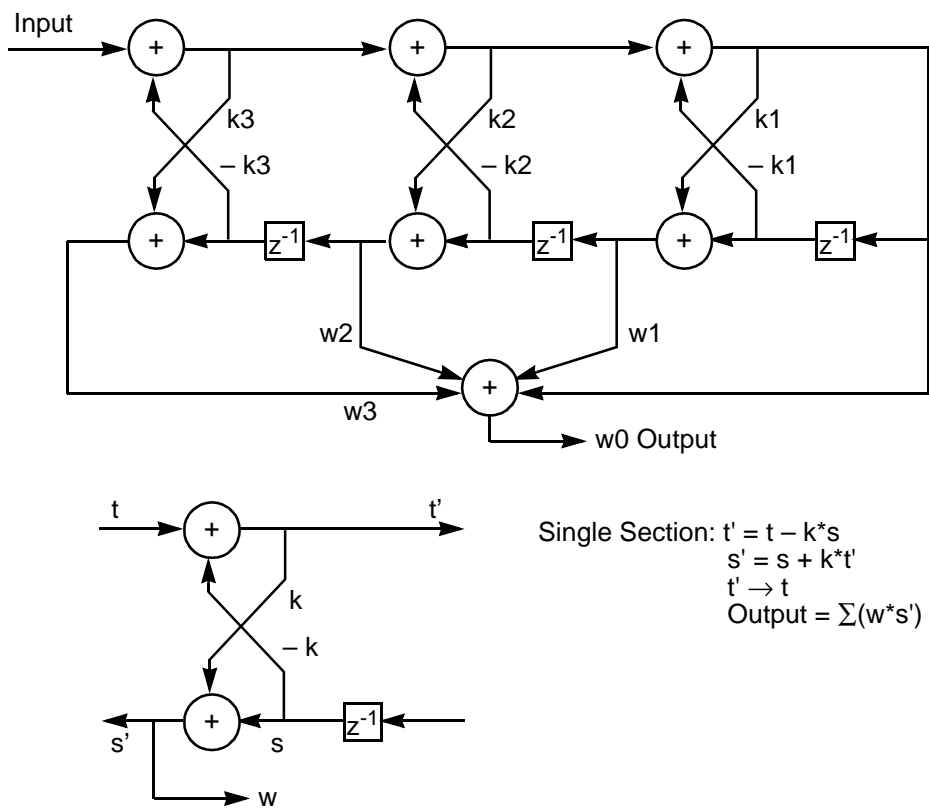 Input
+
+
+
k3
k2
k1
– k3
– k2
– k1
+
z-1
+
z-1
+
z-1
w2
w1
+
w3
w0 Output
t
t’
+
k
– k
+
z-1
s’
s
w
Single Section: t' = t – k*s
s' = s + k*t'
t' → t
Output = ∑(w*s')